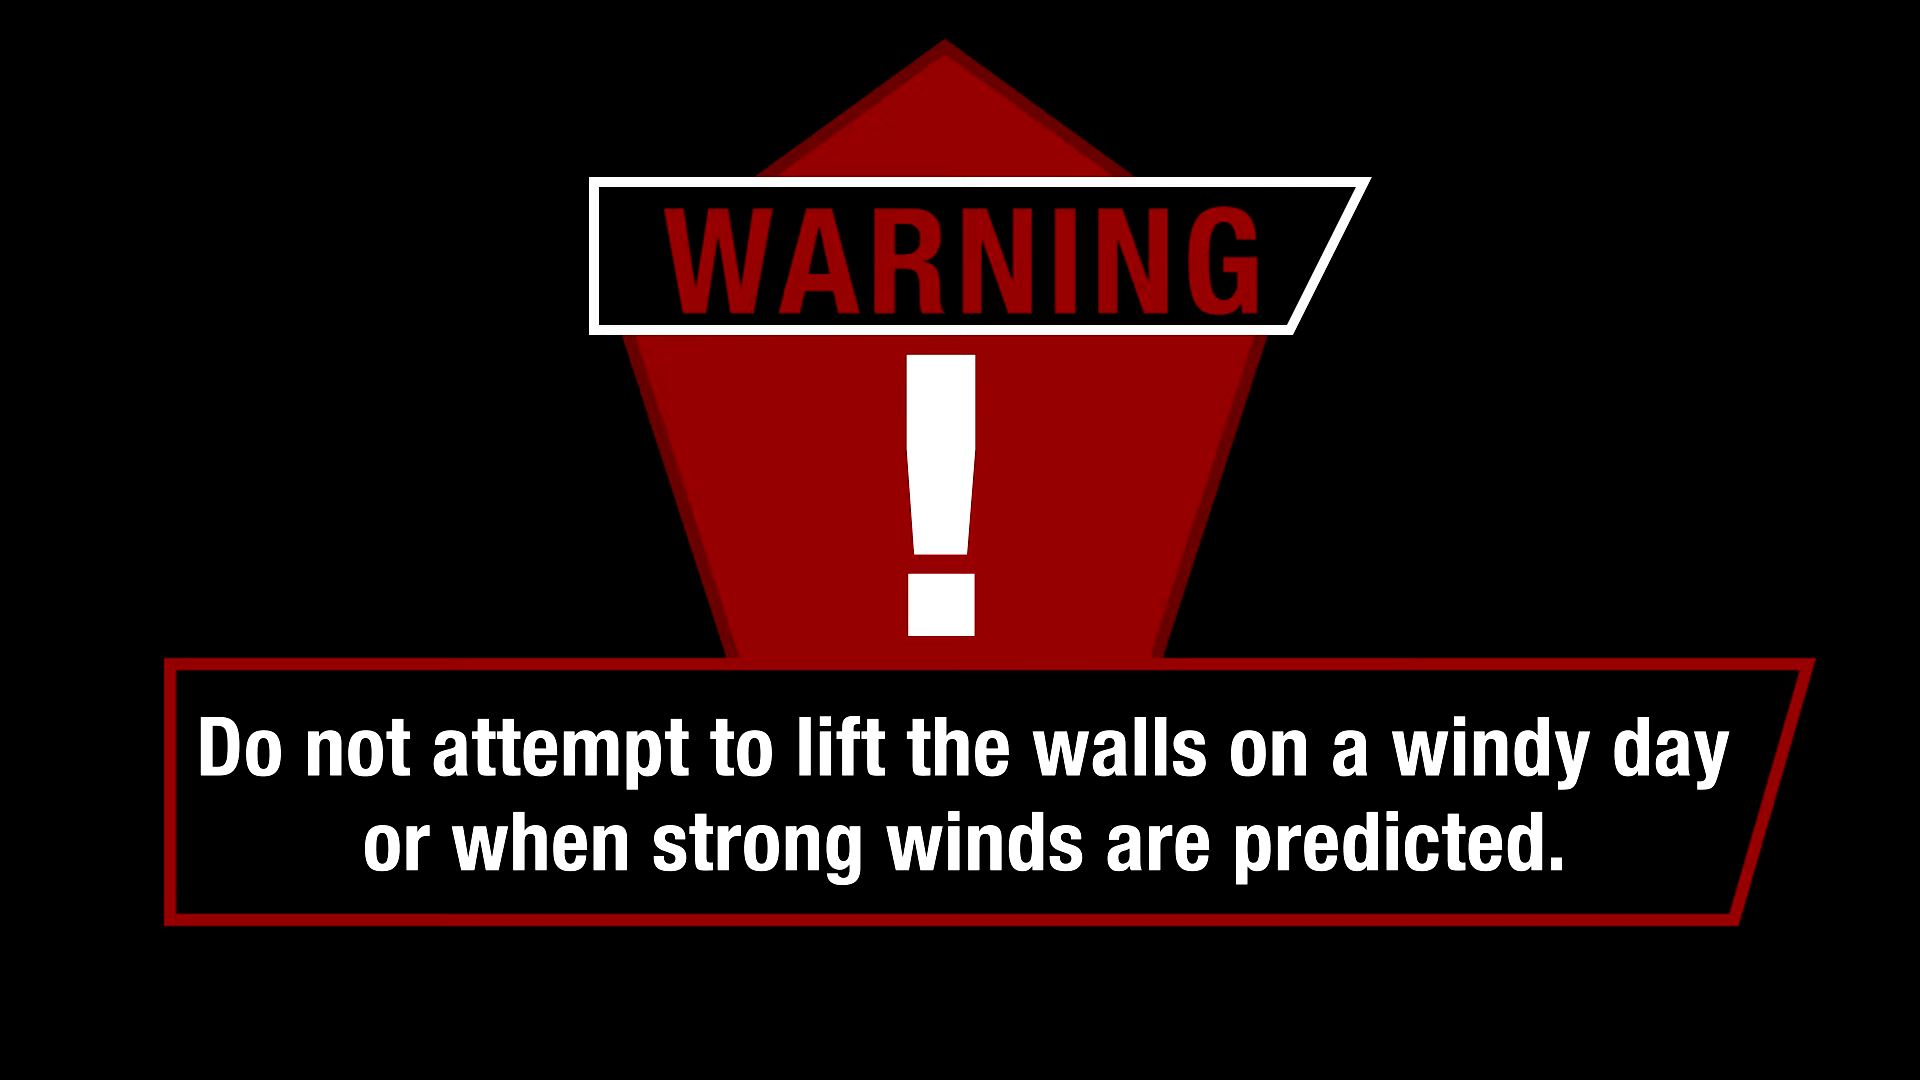 WARNING
!
Do not attempt to lift the walls on a windy day
or when strong winds are predicted.